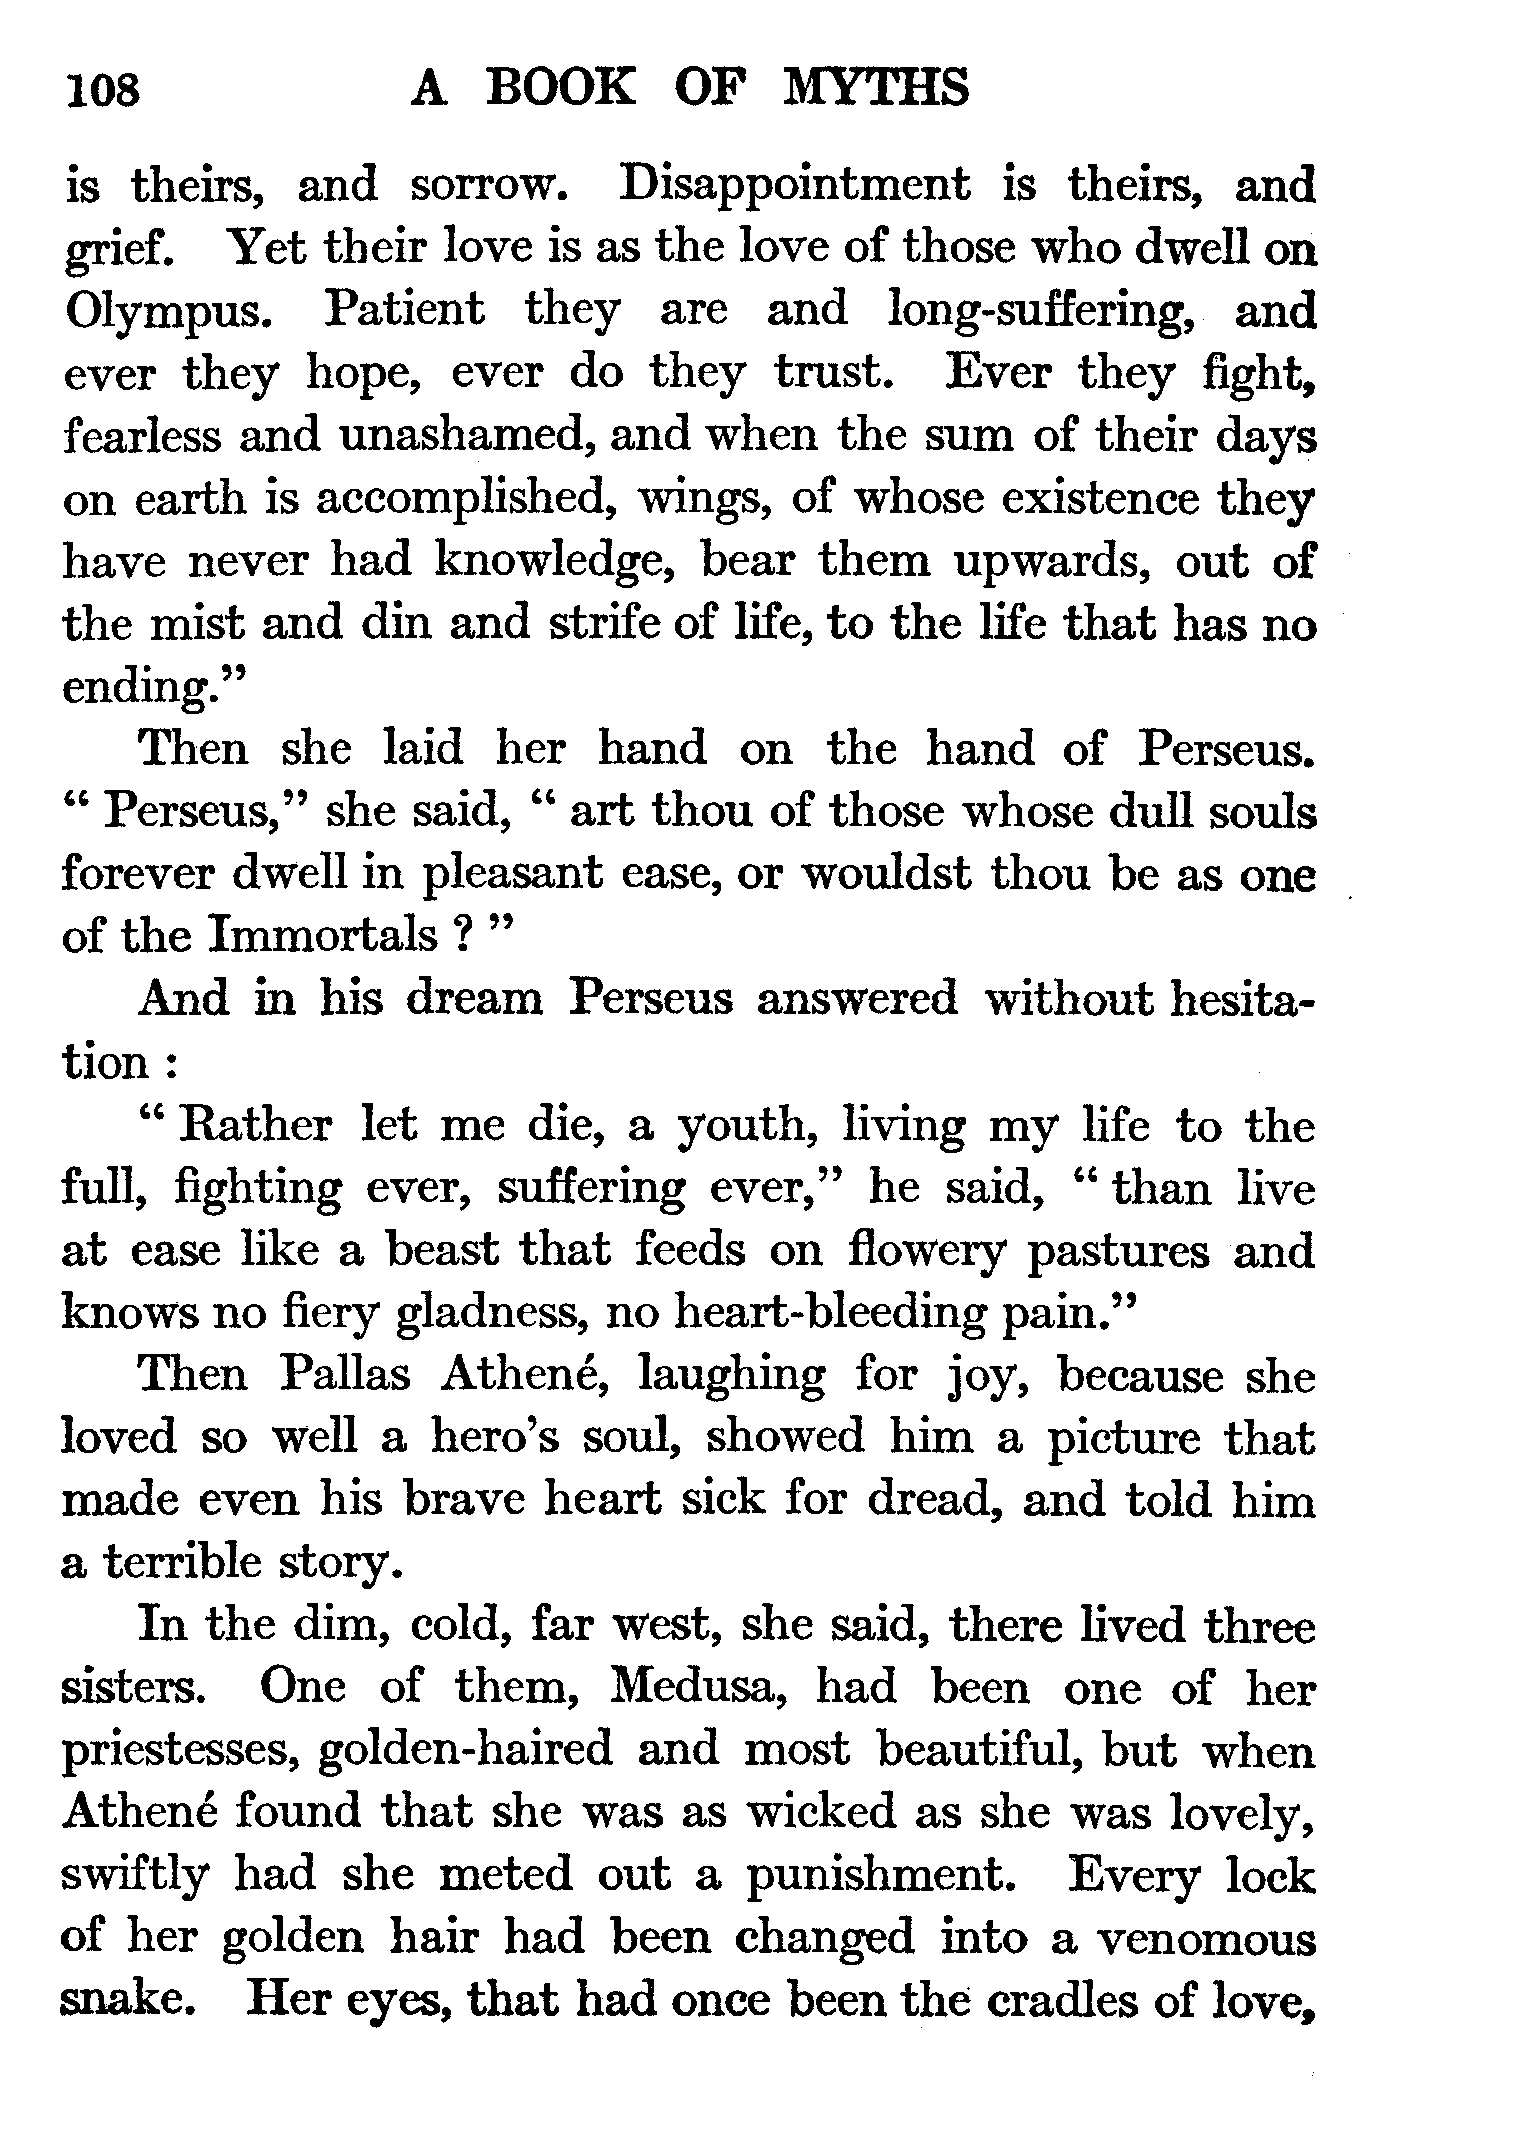 108 A BOOK OF MYTHS
is theirs, and sorrow. Disappointment is theirs, and
grief. Yet their love is as the love of those who dwell on
Olympus. Patient they are and long-suffering, and
ever they hope, ever do they trust. Ever they fight,
fearless and unashamed, and when the sum of their days
on earth is accomplished, wings, of whose existence they
have never had knowledge, bear them upwards, out of
the mist and din and strife of life, to the life that has no
ending.”
Then she laid her hand on the hand of Perseus.
“ Perseus,” she said, “ art thou of those whose dull souls
forever dwell in pleasant ease, or wouldst thou be as one
of the Immortals ? ”
And in his dream Perseus answered without hesita-
tion :
“ Rather let me die, a youth, living my life to the
full, fighting ever, suffering ever,” he said, “ than live
at ease like a beast that feeds on flowery pastures and
knows no fiery gladness, no heart-bleeding pain.”
Then Pallas Athené, laughing for joy, because she
loved so well a hero’s soul, showed him a picture that
made even his brave heart sick for dread, and told him
a terrible story.
In the dim, cold, far west, she said, there lived three
sisters. One of them, Medusa, had been one of her
priestesses, golden-haired and most beautiful, but when
Athené found that she was as wicked as she was lovely,
swiftly had she meted out a punishment. Every lock
of her golden hair had been changed into a venomous
snake. Her eyes, that had once been the cradles of love,